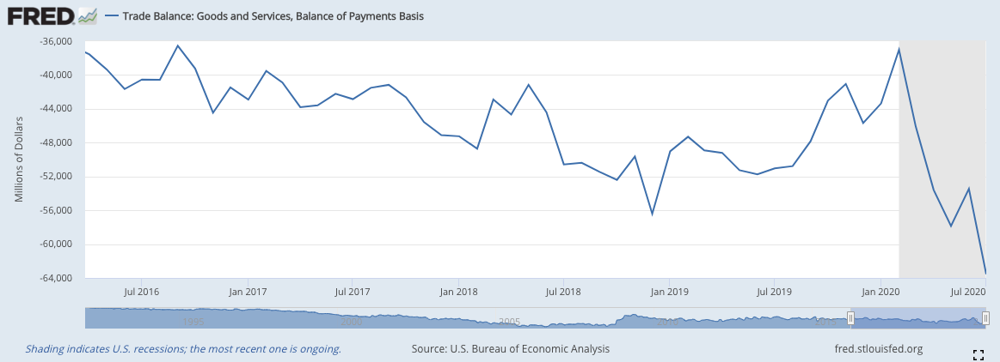 FRED
Trade Balance: Goods and Services, Balance of Payments Basis
Millions of Dollars
-36,000
-40,000
-44,000
-48,000
-52,000
-56,000
-60,000
-64,000
Jul 2016 Jan 2017 Jul 2017 Jan 2018 Jul 2018 Jan 2019 Jul 2019 Jan 2020 Jul 2020
1995 2005
Shading indicates U.S. recessions; the most recent one is ongoing. Source: U.S. Bureau of Economic Analysis fred.stlouisfed.org